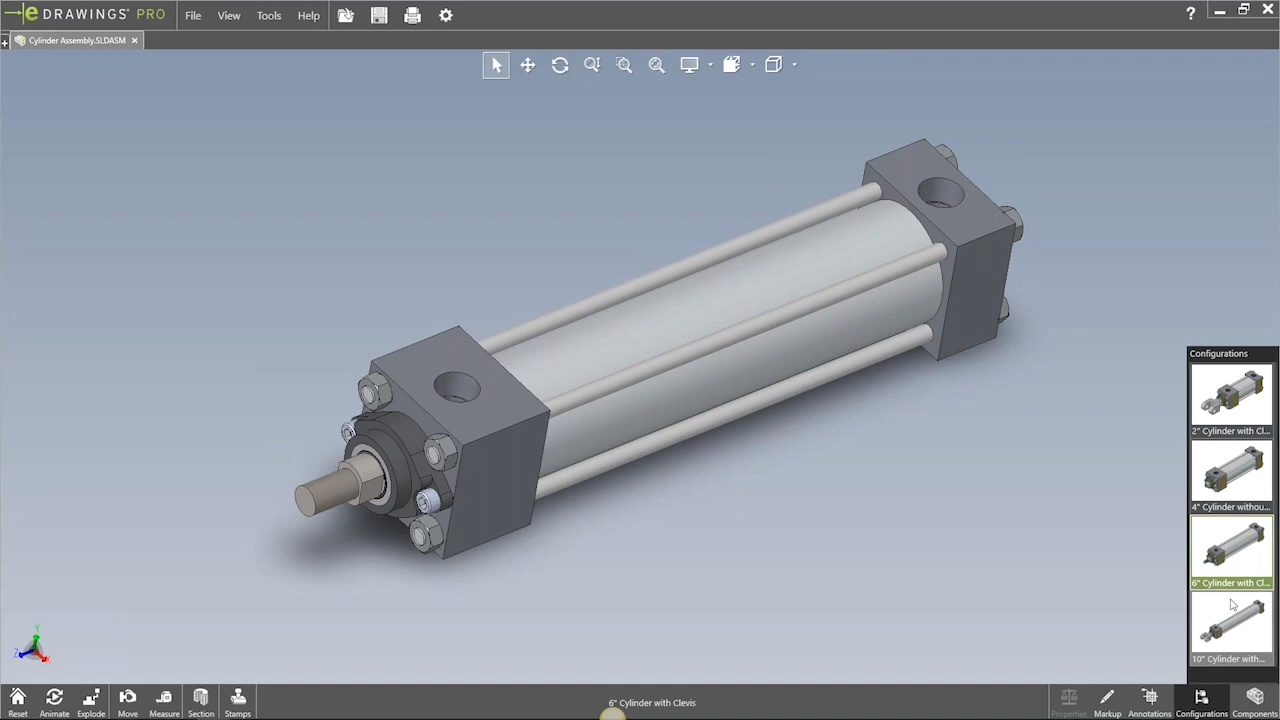 eDRAWINGS® PRO
File View Tools Help
?
Cylinder Assembly.SLDASM
Configurations
2" Cylinder with Cl...
4" Cylinder withou...
6" Cylinder with Cl...
10" Cylinder with...
Y
Z
X
Reset Animate Explode Move Measure Section Stamps
6" Cylinder with Clevis
Properties Markup Annotations Configurations Components